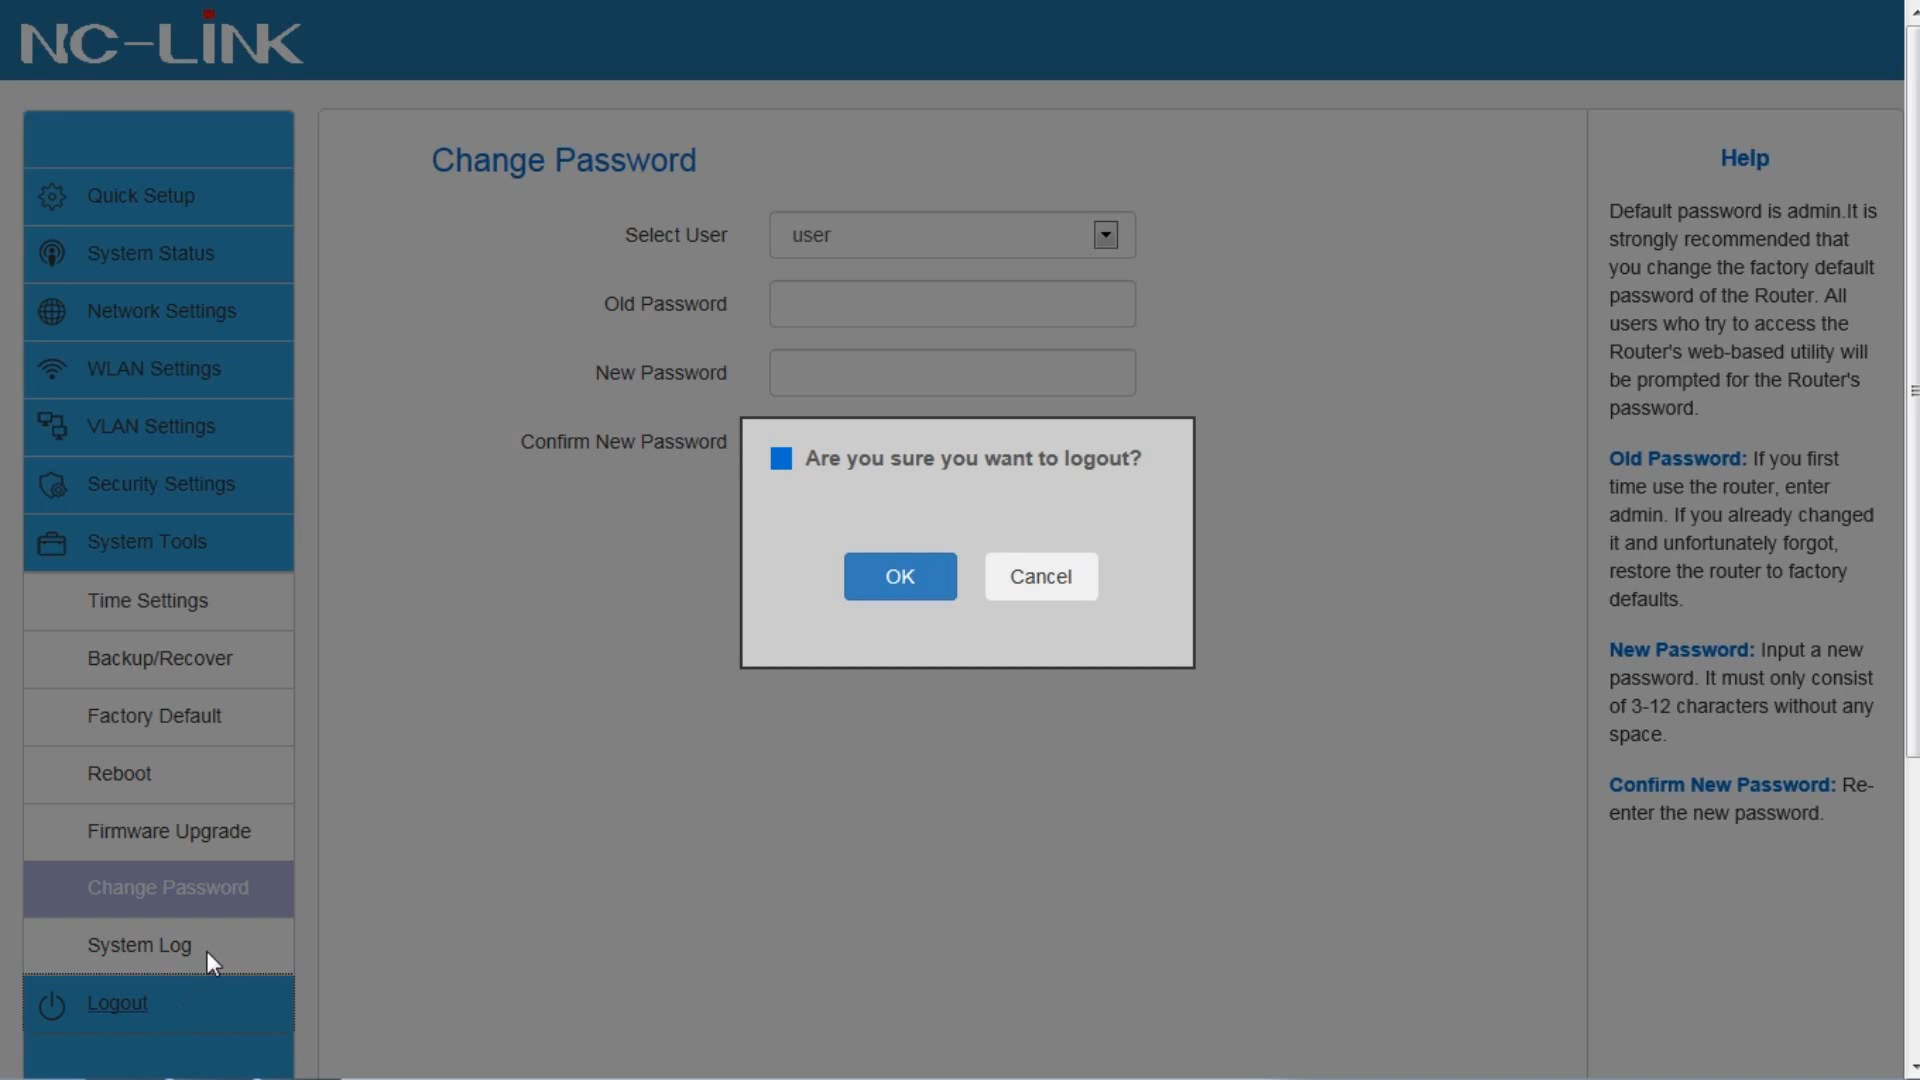 NC-LiNK
Quick Setup
System Status
Network Settings
WLAN Settings
VLAN Settings
Security Settings
System Tools
Time Settings
Backup/Recover
Factory Default
Reboot
Firmware Upgrade
Change Password
System Log
Logout
Change Password
Select User
user
Old Password
New Password
Confirm New Password
Are you sure you want to logout?
OK
Cancel
Help
Default password is admin.It is
strongly recommended that
you change the factory default
password of the Router. All
users who try to access the
Router's web-based utility will
be prompted for the Router's
password.
Old Password: If you first
time use the router, enter
admin. If you already changed
it and unfortunately forgot,
restore the router to factory
defaults.
New Password: Input a new
password. It must only consist
of 3-12 characters without any
space.
Confirm New Password: Re-
enter the new password.